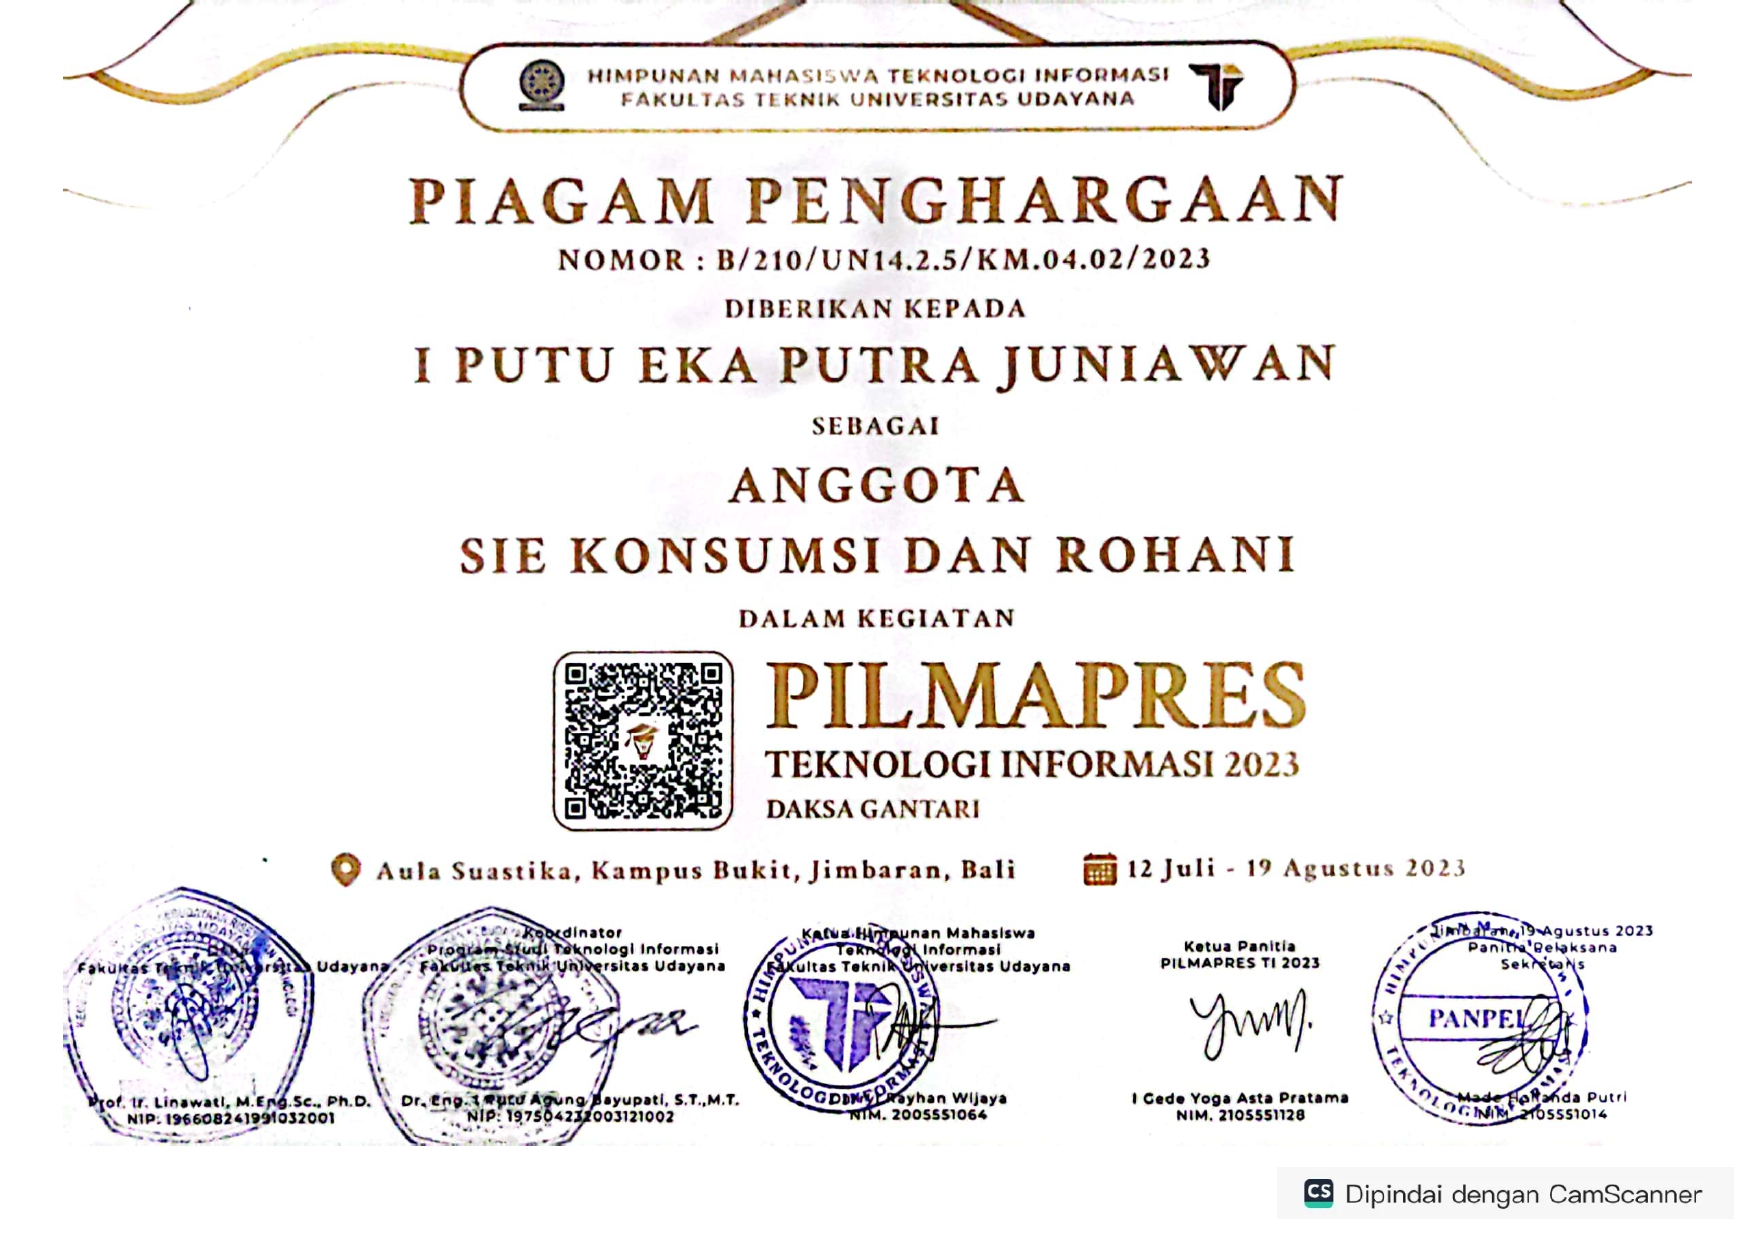 HIMPUNAN MAHASISWA TEKNOLOGI INFORMASI
FAKULTAS TEKNIK UNIVERSITAS UDAYANA
PIAGAM PENGHARGAAN
NOMOR : B/210/UN14.2.5/KM.04.02/2023
DIBERIKAN KEPADA
I PUTU EKA PUTRA JUNIAWAN
SEBAGAI
ANGGOTA
SIE KONSUMSI DAN ROHANI
DALAM KEGIATAN
PILMAPRES
TEKNOLOGI INFORMASI 2023
DAKSA GANTARI
Aula Suastika, Kampus Bukit, Jimbaran, Bali
12 Juli - 19 Agustus 2023
Fakultas Teknik Universitas Udayana
Prof. Ir. Linawati, M.Eng.Sc., Ph.D.
NIP: 196608241991032001
Koordinator
Program Studi Teknologi Informasi
Fakultas Teknik Universitas Udayana
Dr. Eng. I Putu Agung Bayupati, S.T.,M.T.
NIP: 197504232003121002
Ketua Himpunan Mahasiswa
Teknologi Informasi
Fakultas Teknik Universitas Udayana
Rayhan Wijaya
NIM. 2005551064
Ketua Panitia
PILMAPRES TI 2023
I Gede Yoga Asta Pratama
NIM. 2105551128
Jimbaran, 19 Agustus 2023
Panitia Pelaksana
Sekretaris
PANPEL
Made Putri
NIM. 2105551014
CS Dipindai dengan CamScanner